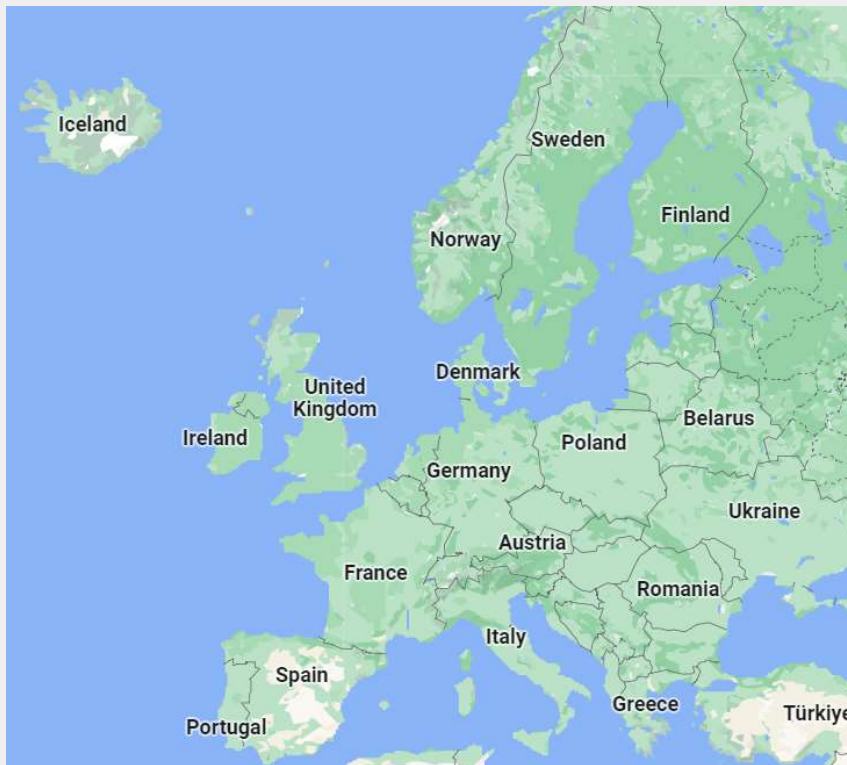 Iceland
Sweden
Finland
Norway
Denmark
United
Kingdom
Belarus
Ireland
Poland
Germany
Ukraine
Austria
France
Romania
Italy
Spain
Greece
Türkiye
Portugal